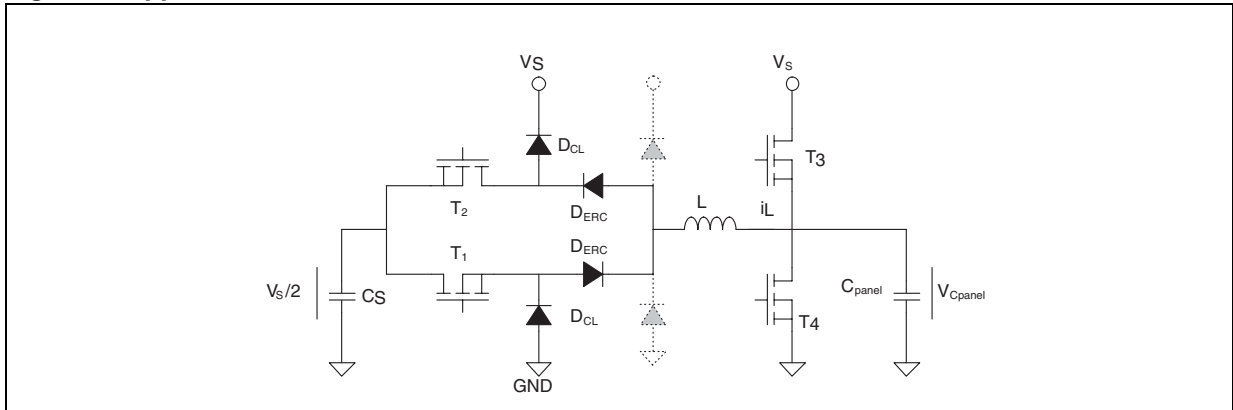 VS
Vs
DCL
T3
T2
DERC
L
iL
T1
DERC
VS/2
CS
Cpanel
VCpanel
DCL
T4
GND